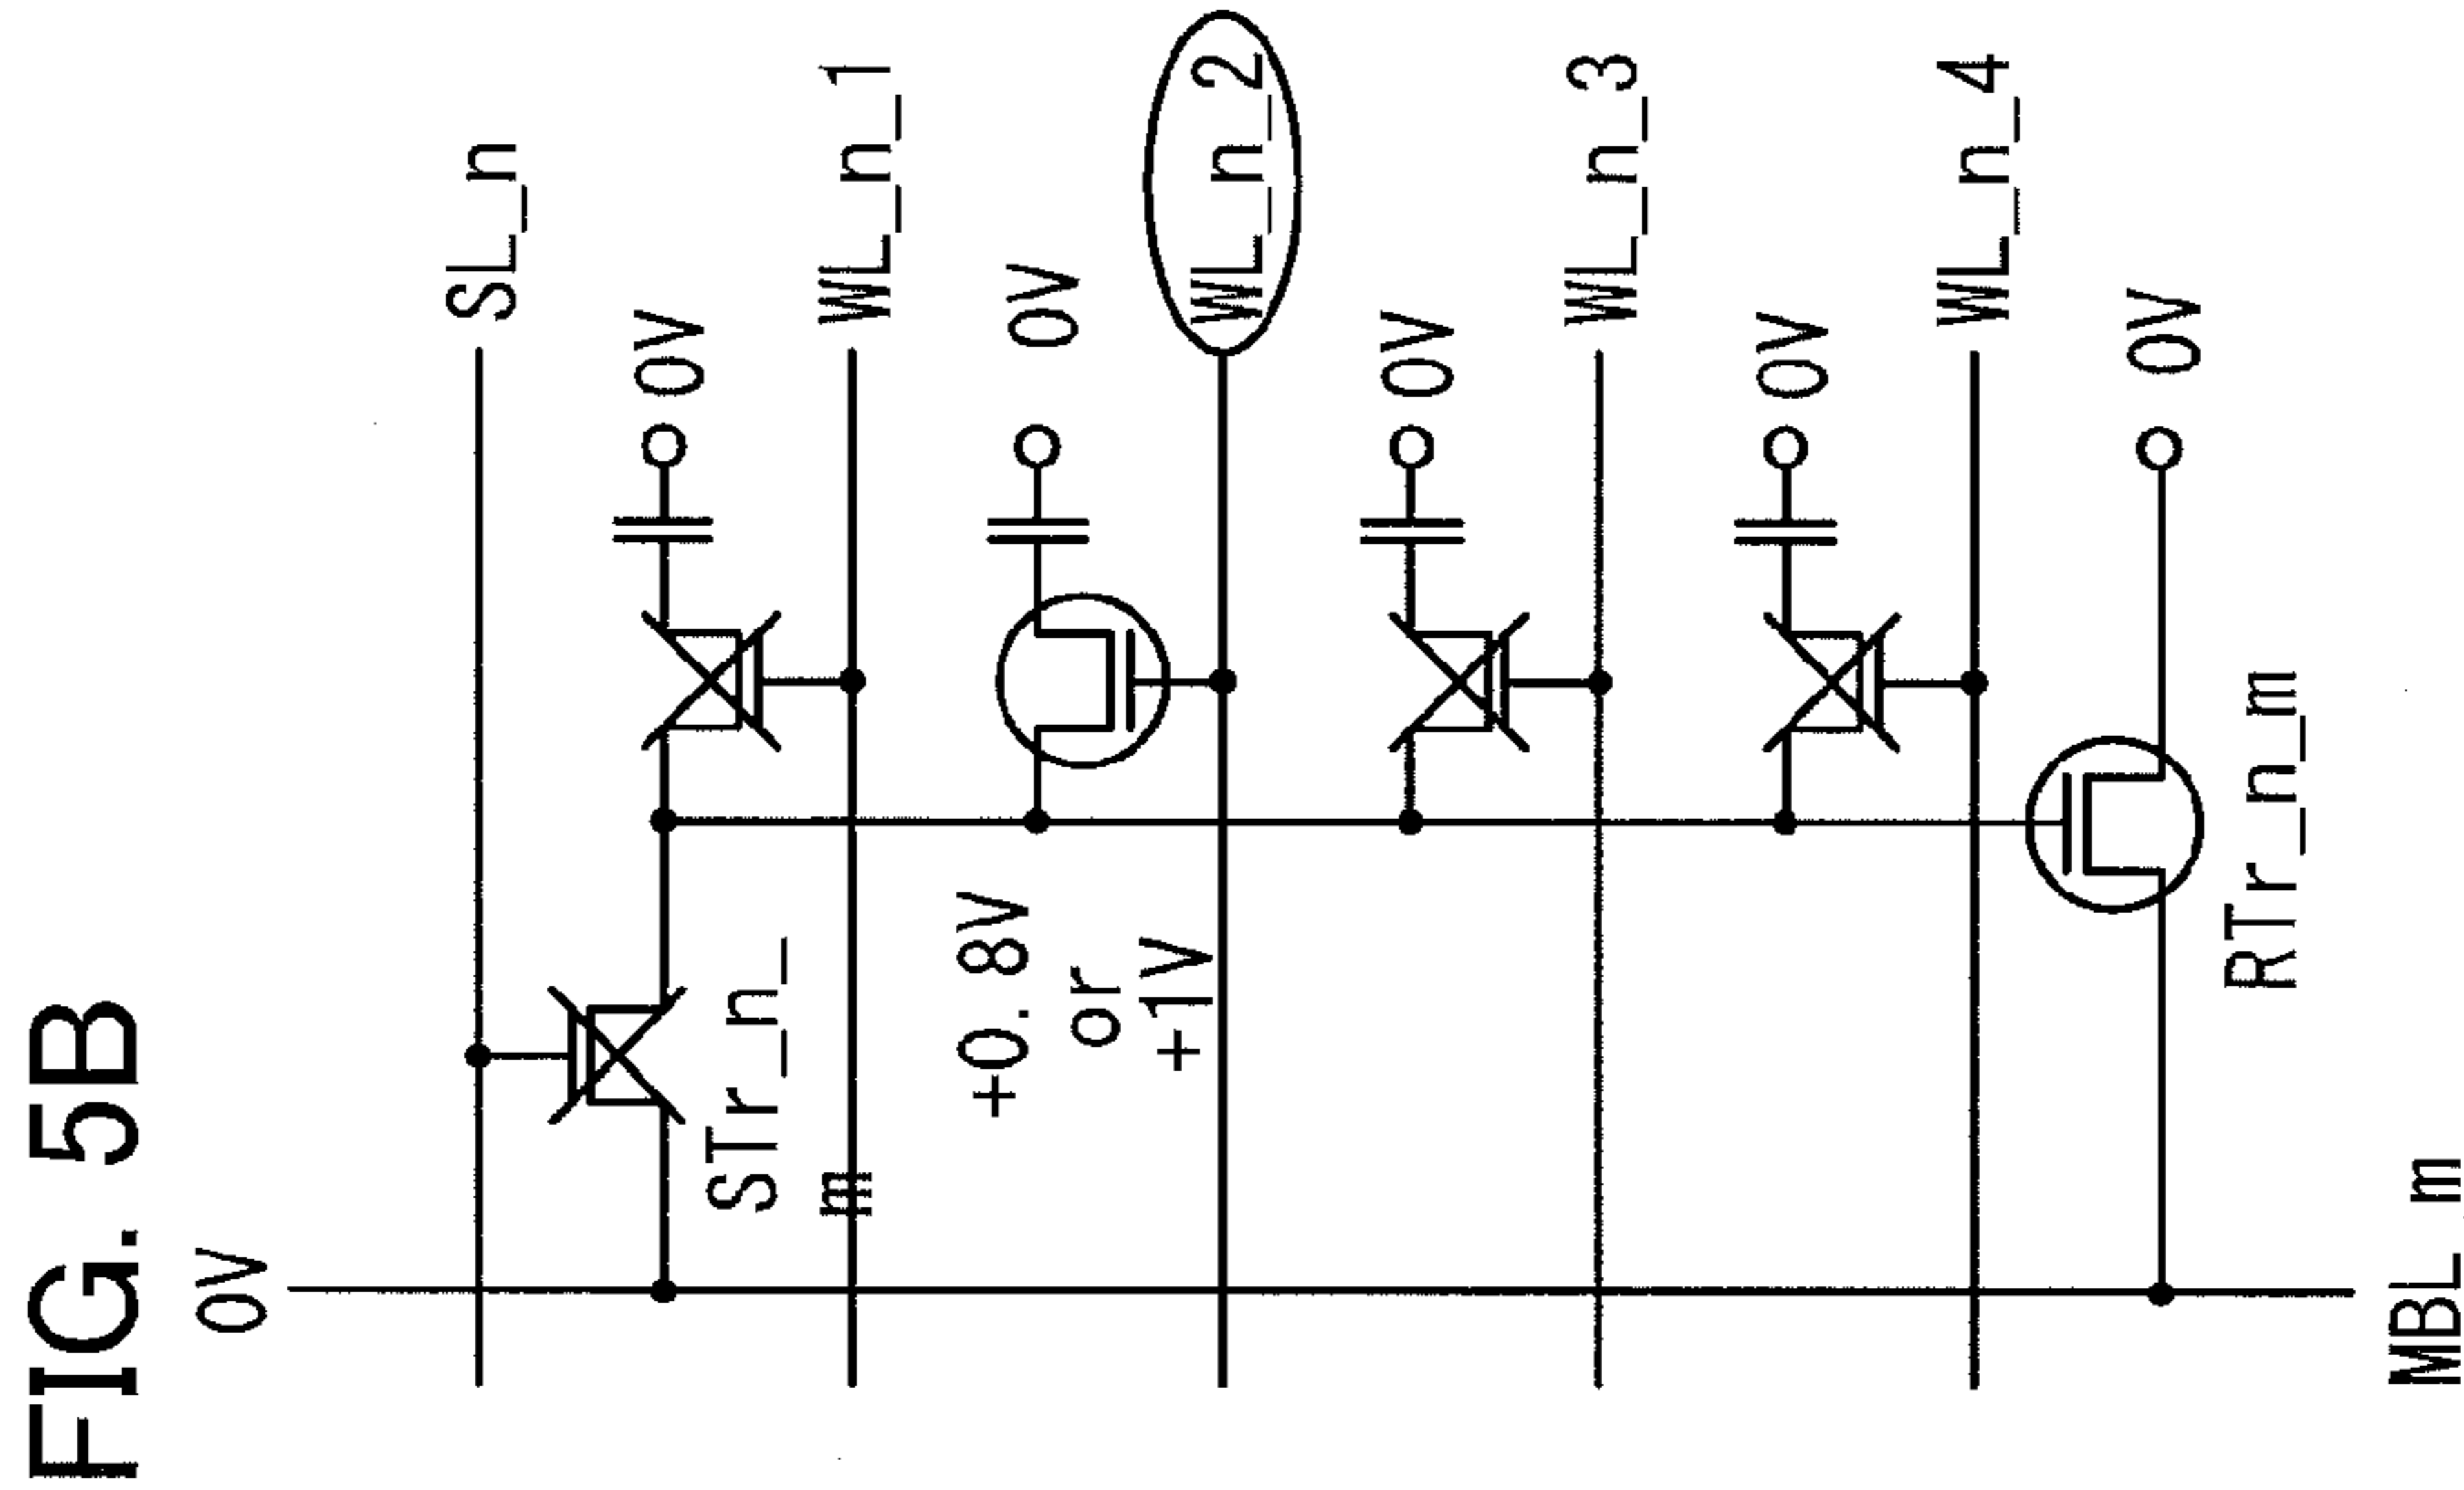 FIG. 5B
0V
SL_n
0V
WL_n_1
STr_n_
m
0V
WL_n_2
+0.8V
or
+1V
0V
WL_n_3
0V
WL_n_4
0V
RTr_n_m
MBL_m